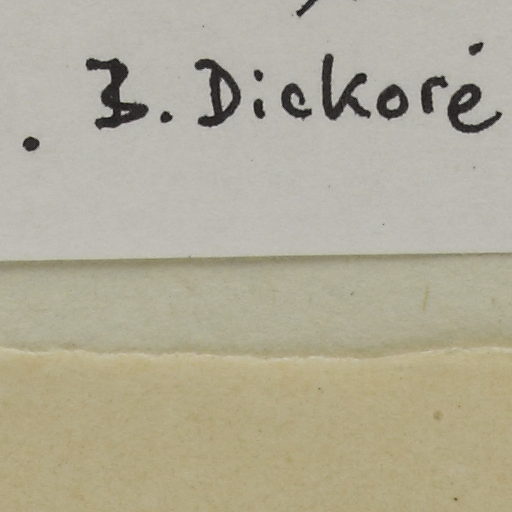 . B. Dickoré